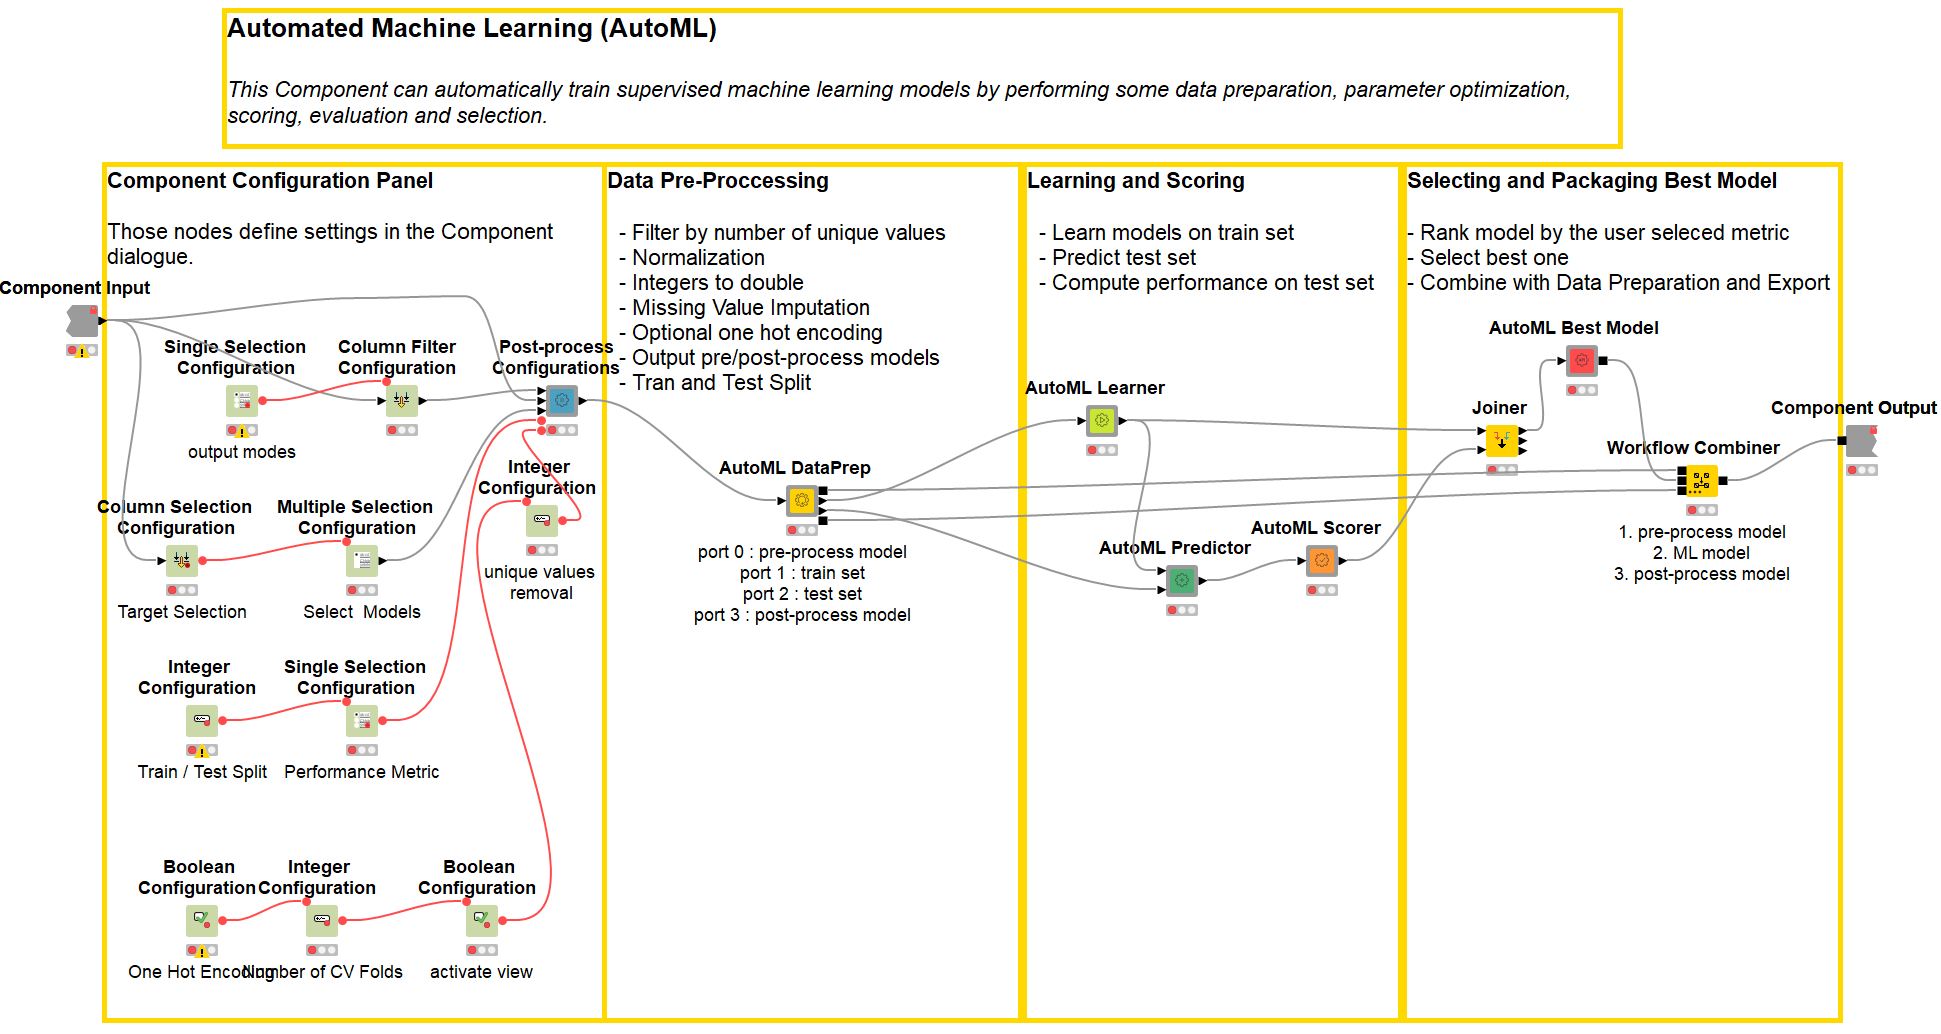 Automated Machine Learning (AutoML)
This Component can automatically train supervised machine learning models by performing some data preparation, parameter optimization,
scoring, evaluation and selection.
Component Configuration Panel
Those nodes define settings in the Component
dialogue.
Component Input
Single Selection
Configuration
output modes
Column Filter
Configuration
Post-process
Configurations
Column Selection
Configuration
Target Selection
Multiple Selection
Configuration
Select  Models
Integer
Configuration
unique values
removal
Integer
Configuration
Train / Test Split
Single Selection
Configuration
Performance Metric
Boolean
Configuration
One Hot Encoding
Integer
Configuration
Number of CV Folds
Boolean
Configuration
activate view
Data Pre-Proccessing
- Filter by number of unique values
- Normalization
- Integers to double
- Missing Value Imputation
- Optional one hot encoding
- Output pre/post-process models
- Tran and Test Split
AutoML DataPrep
port 0 : pre-process model
port 1 : train set
port 2 : test set
port 3 : post-process model
Learning and Scoring
- Learn models on train set
- Predict test set
- Compute performance on test set
AutoML Learner
AutoML Predictor
AutoML Scorer
Selecting and Packaging Best Model
- Rank model by the user seleced metric
- Select best one
- Combine with Data Preparation and Export
AutoML Best Model
Joiner
Workflow Combiner
1. pre-process model
2. ML model
3. post-process model
Component Output